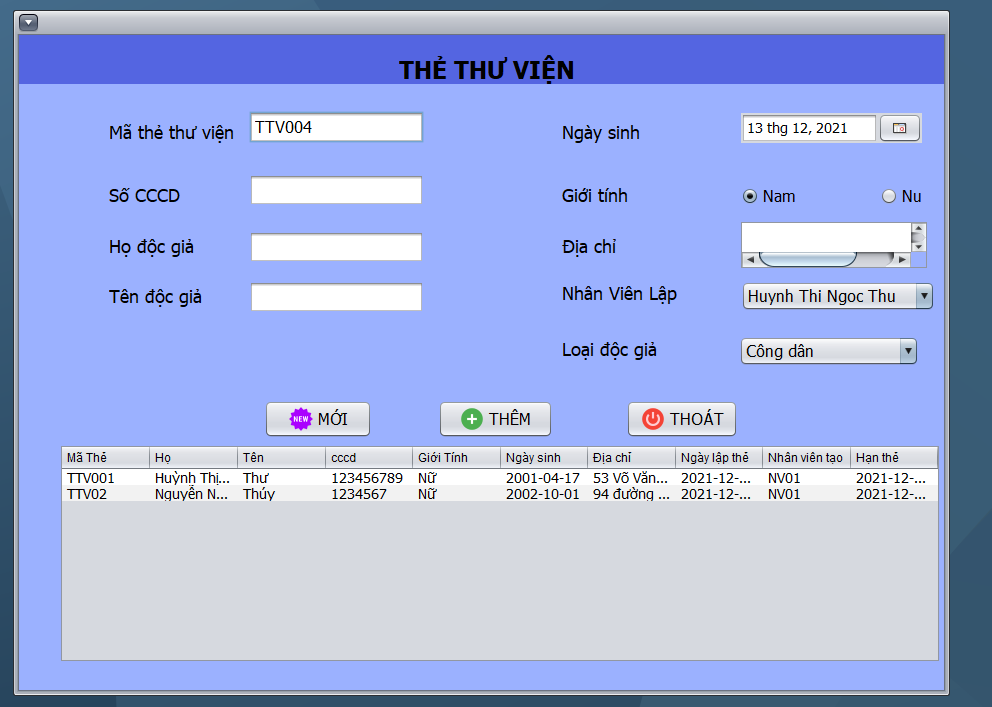 THẺ THƯ VIỆN
Mã thẻ thư viện TTV004 Ngày sinh 13 thg 12, 2021
Số CCCD Giới tính Nam Nu
Họ độc giả Địa chỉ
Tên độc giả Nhân Viên Lập Huynh Thi Ngoc Thu
Loại độc giả Công dân
NEW MỚI THÊM THOÁT
Mã Thẻ Họ Tên cccd Giới Tính Ngày sinh Địa chỉ Ngày lập thẻ Nhân viên tạo Hạn thẻ
TTV001 Huỳnh Thị... Thư 123456789 Nữ 2001-04-17 53 Võ Văn... 2021-12-... NV01 2021-12-...
TTV02 Nguyễn N... Thúy 1234567 Nữ 2002-10-01 94 đường ... 2021-12-... NV01 2021-12-...